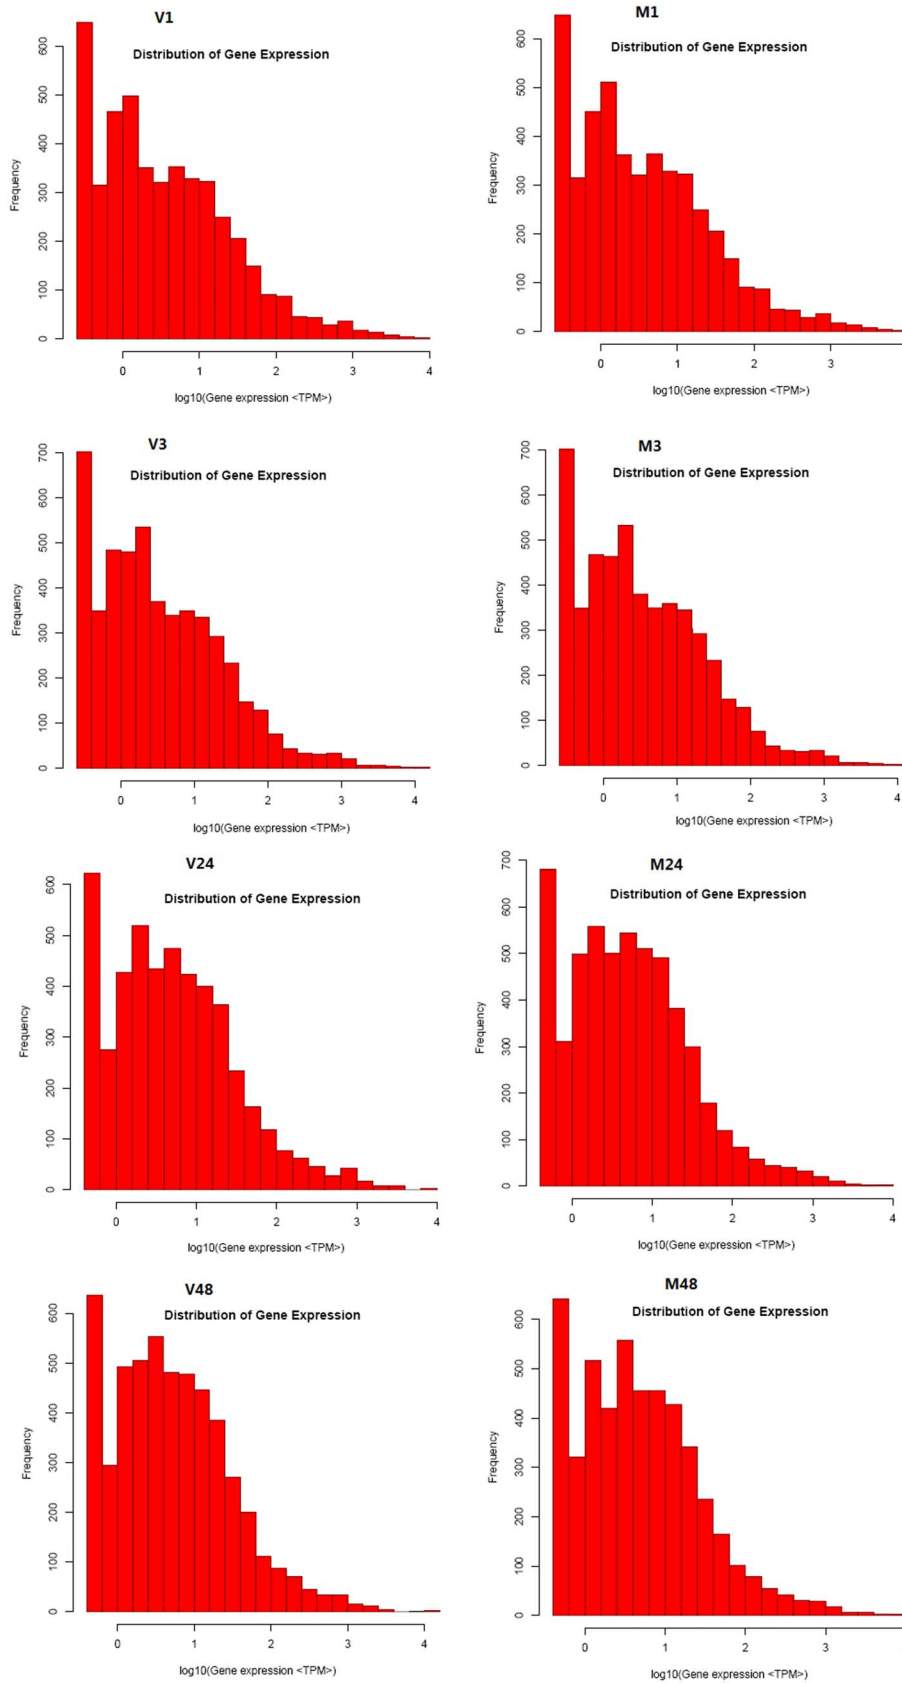 V1
Distribution of Gene Expression
Frequency
0 100 200 300 400 500 600
0 1 2 3 4
log10(Gene expression <TPM>)
M1
Distribution of Gene Expression
Frequency
0 100 200 300 400 500 600
0 1 2 3
log10(Gene expression <TPM>)
V3
Distribution of Gene Expression
Frequency
0 100 200 300 400 500 600 700
0 1 2 3 4
log10(Gene expression <TPM>)
M3
Distribution of Gene Expression
Frequency
0 100 200 300 400 500 600 700
0 1 2 3 4
log10(Gene expression <TPM>)
V24
Distribution of Gene Expression
Frequency
0 100 200 300 400 500 600
0 1 2 3 4
log10(Gene expression <TPM>)
M24
Distribution of Gene Expression
Frequency
0 100 200 300 400 500 600 700
0 1 2 3 4
log10(Gene expression <TPM>)
V48
Distribution of Gene Expression
Frequency
0 100 200 300 400 500 600
0 1 2 3 4
log10(Gene expression <TPM>)
M48
Distribution of Gene Expression
Frequency
0 100 200 300 400 500 600
0 1 2 3
log10(Gene expression <TPM>)